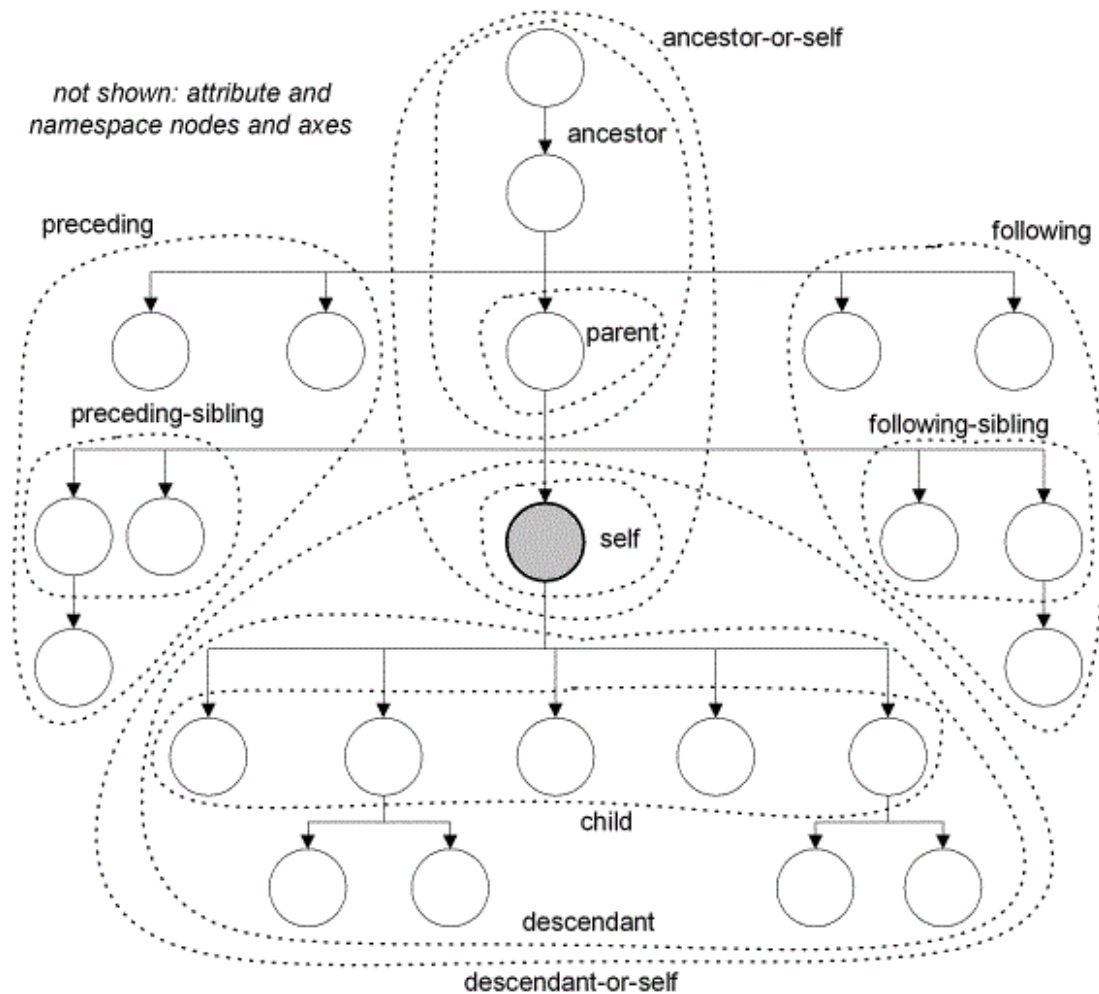 ancestor-or-self
not shown: attribute and
namespace nodes and axes
ancestor
preceding
following
parent
preceding-sibling
following-sibling
self
child
descendant
descendant-or-self